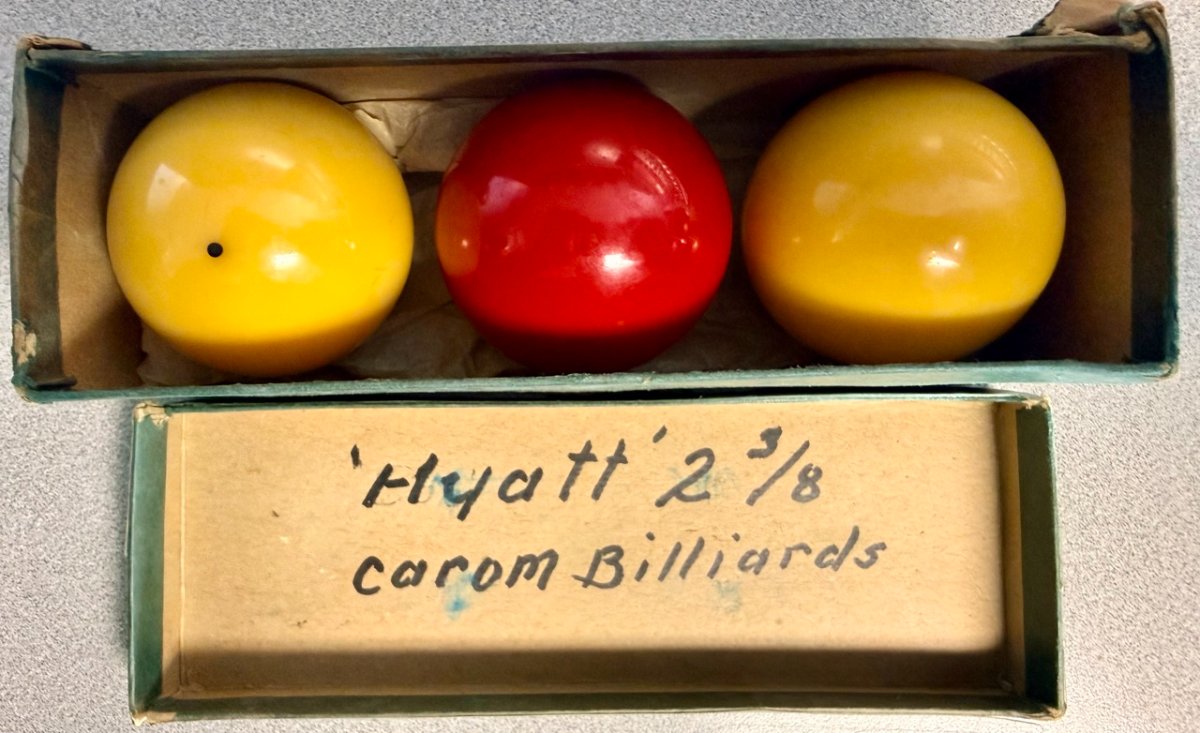 'Hyatt' 2 3/8
Carom Billiards